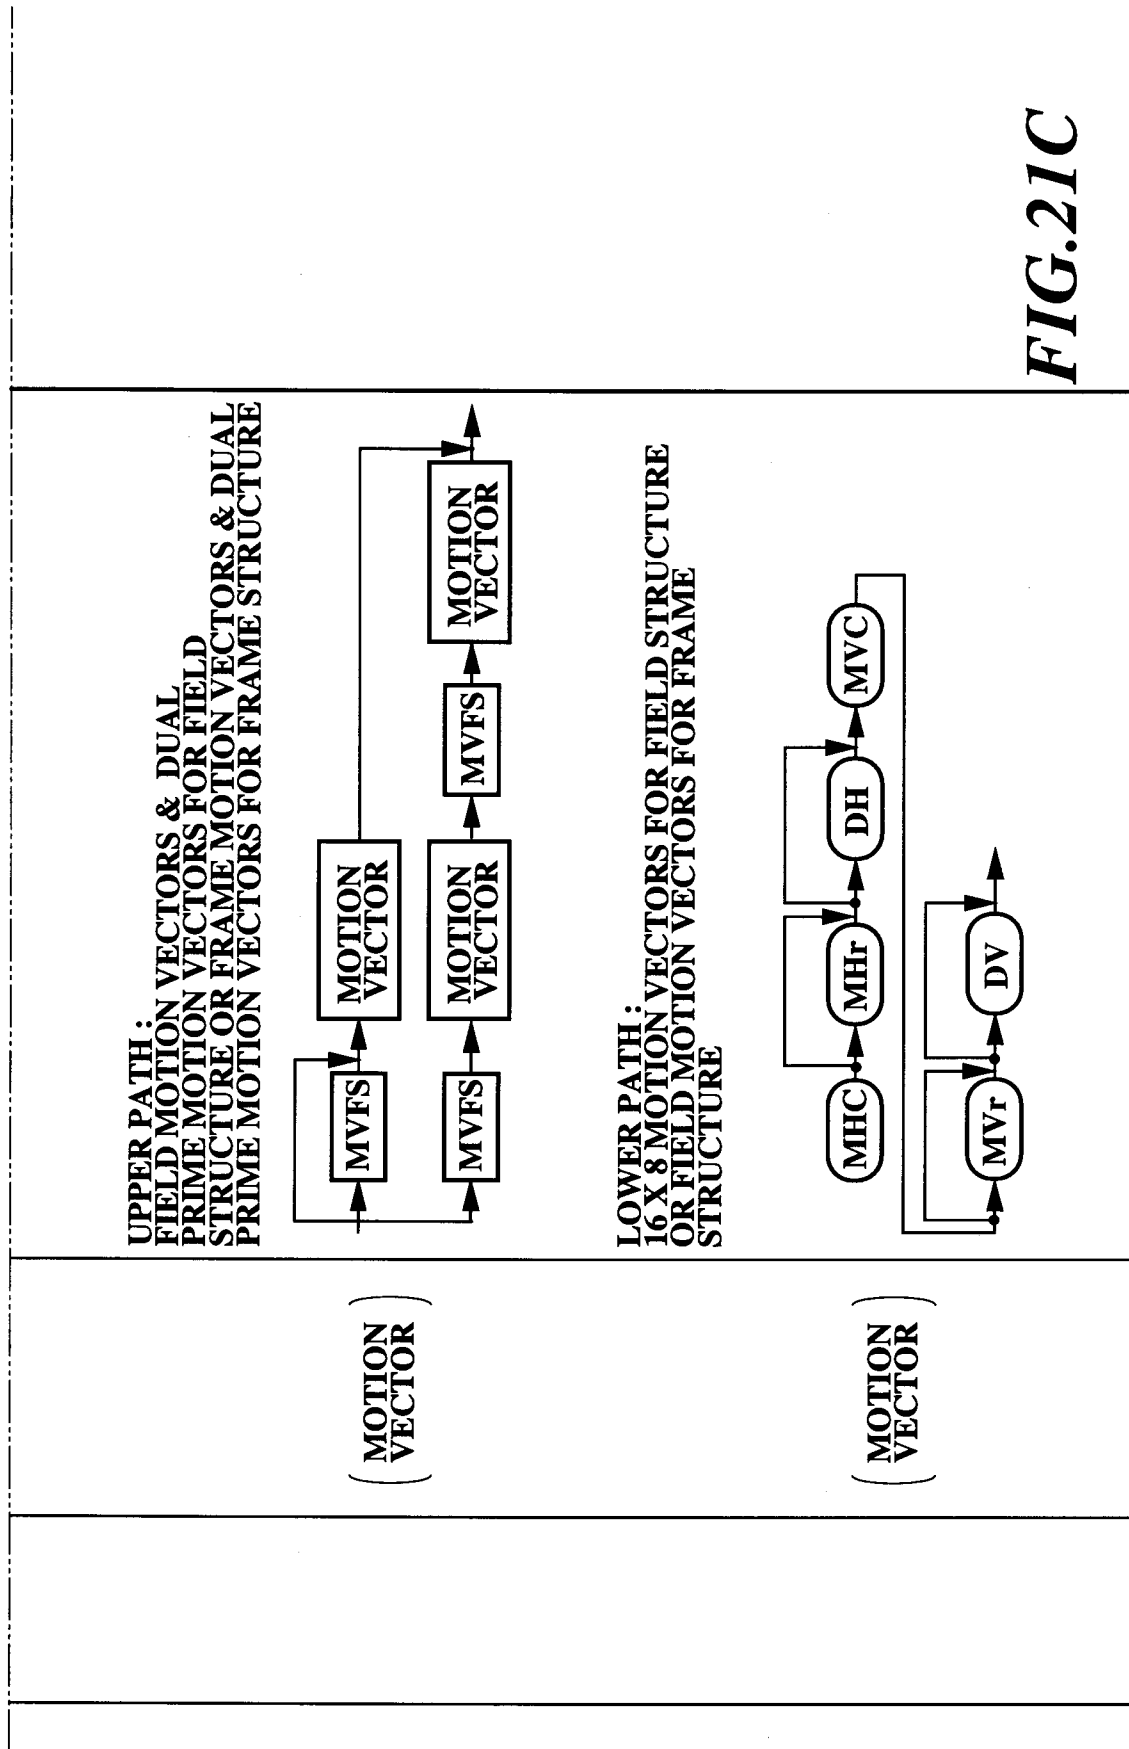 UPPER PATH :
FIELD MOTION VECTORS & DUAL
PRIME MOTION VECTORS FOR FIELD
STRUCTURE OR FRAME MOTION VECTORS & DUAL
PRIME MOTION VECTORS FOR FRAME STRUCTURE
MOTION
VECTOR
MVFS
MOTION
VECTOR
MVFS
MOTION
VECTOR
MVFS
MOTION
VECTOR
LOWER PATH :
16 X 8 MOTION VECTORS FOR FIELD STRUCTURE
OR FIELD MOTION VECTORS FOR FRAME
STRUCTURE
MOTION
VECTOR
MHC
MHr
DH
MVC
MVr
DV
FIG.21C